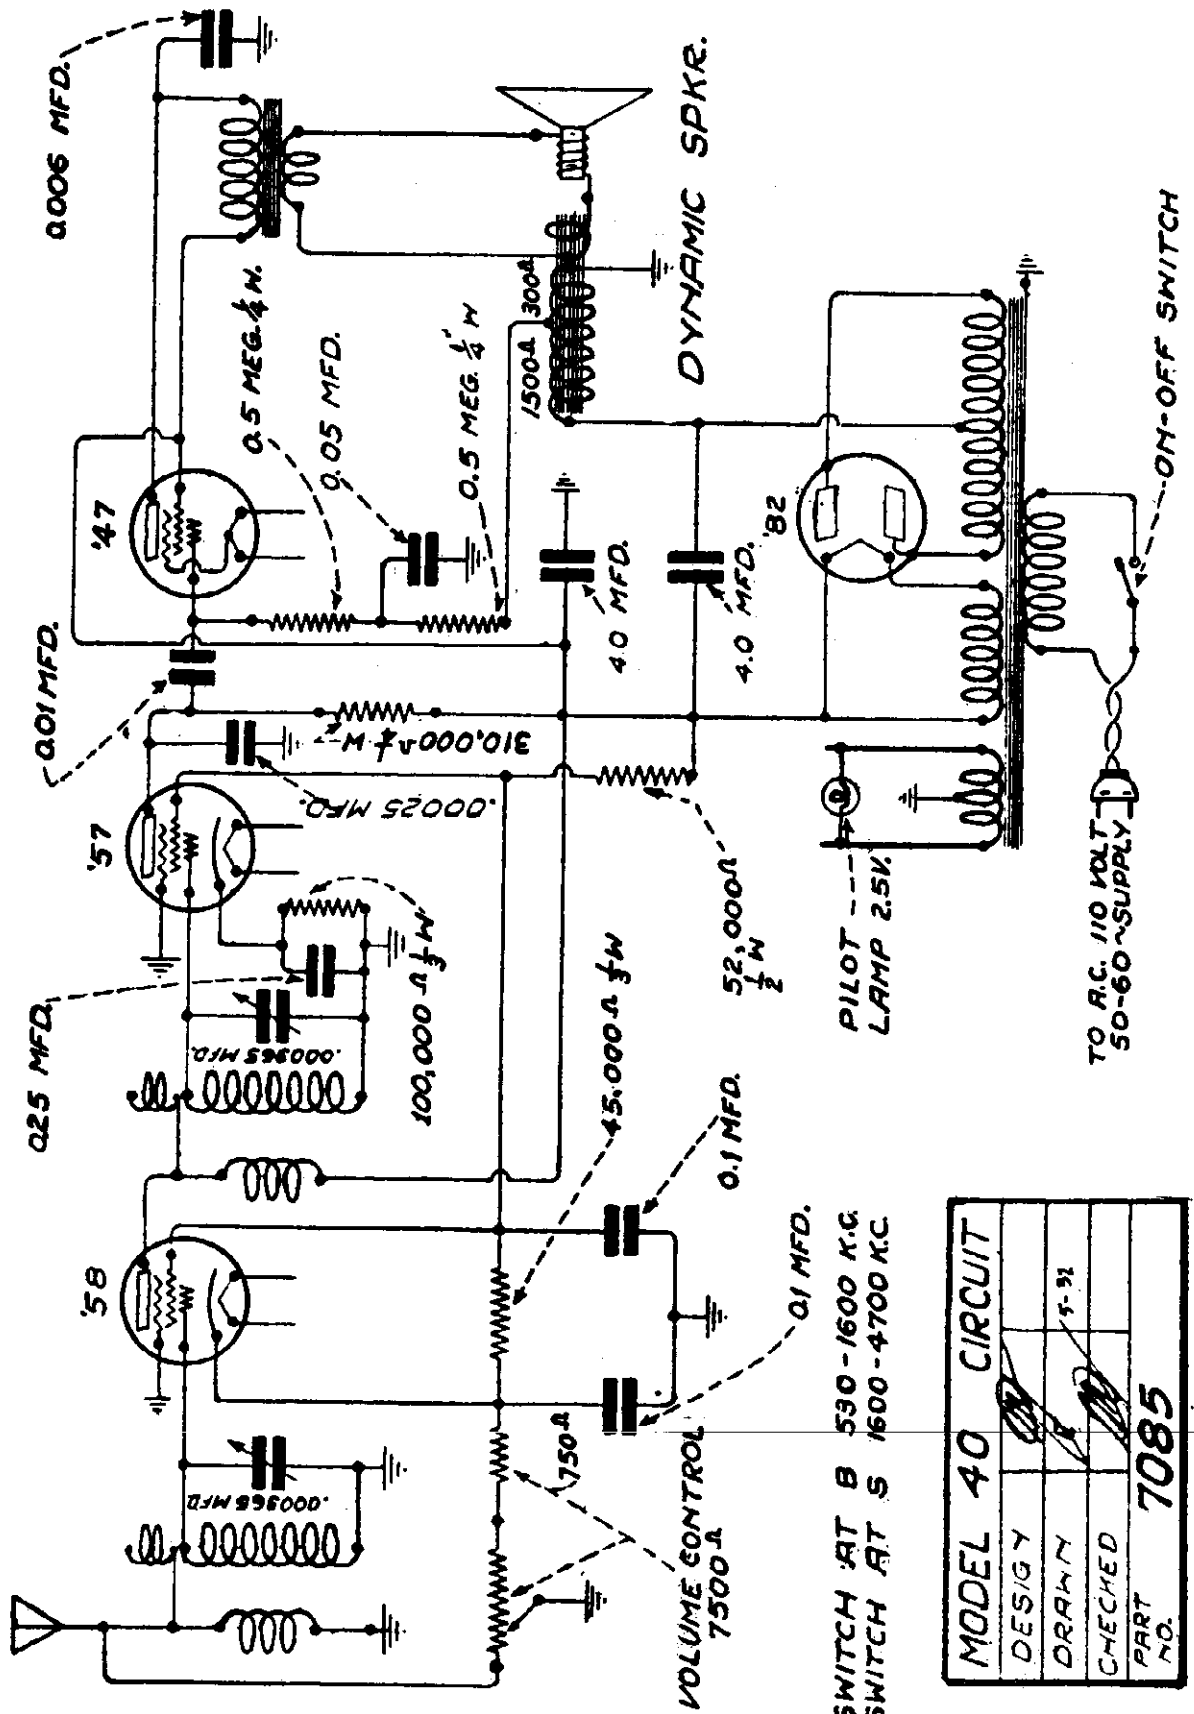 0.006 MFD.
'47
0.5 MEG. 1/4 W.
0.05 MFD.
0.5 MEG. 1/4 W
1500Ω 300Ω
DYNAMIC SPKR.
0.01 MFD.
310,000 Ω 1/4 W
.00025 MFD.
4.0 MFD.
4.0 MFD.
'82
ON-OFF SWITCH
'57
0.25 MFD.
.000365 MFD.
100,000 Ω 1/3 W
45,000 Ω 1/3 W
52,000Ω
1/2 W
PILOT
LAMP 2.5V.
TO A.C. 110 VOLT
50-60~SUPPLY
'58
0.1 MFD.
0.1 MFD.
.000365 MFD.
750Ω
VOLUME CONTROL
7500Ω
SWITCH AT B 530-1600 K.C.
SWITCH AT S 1600-4700 K.C.
MODEL 40 CIRCUIT
DESIGN
DRAWN 5-32
CHECKED
PART
NO. 7085